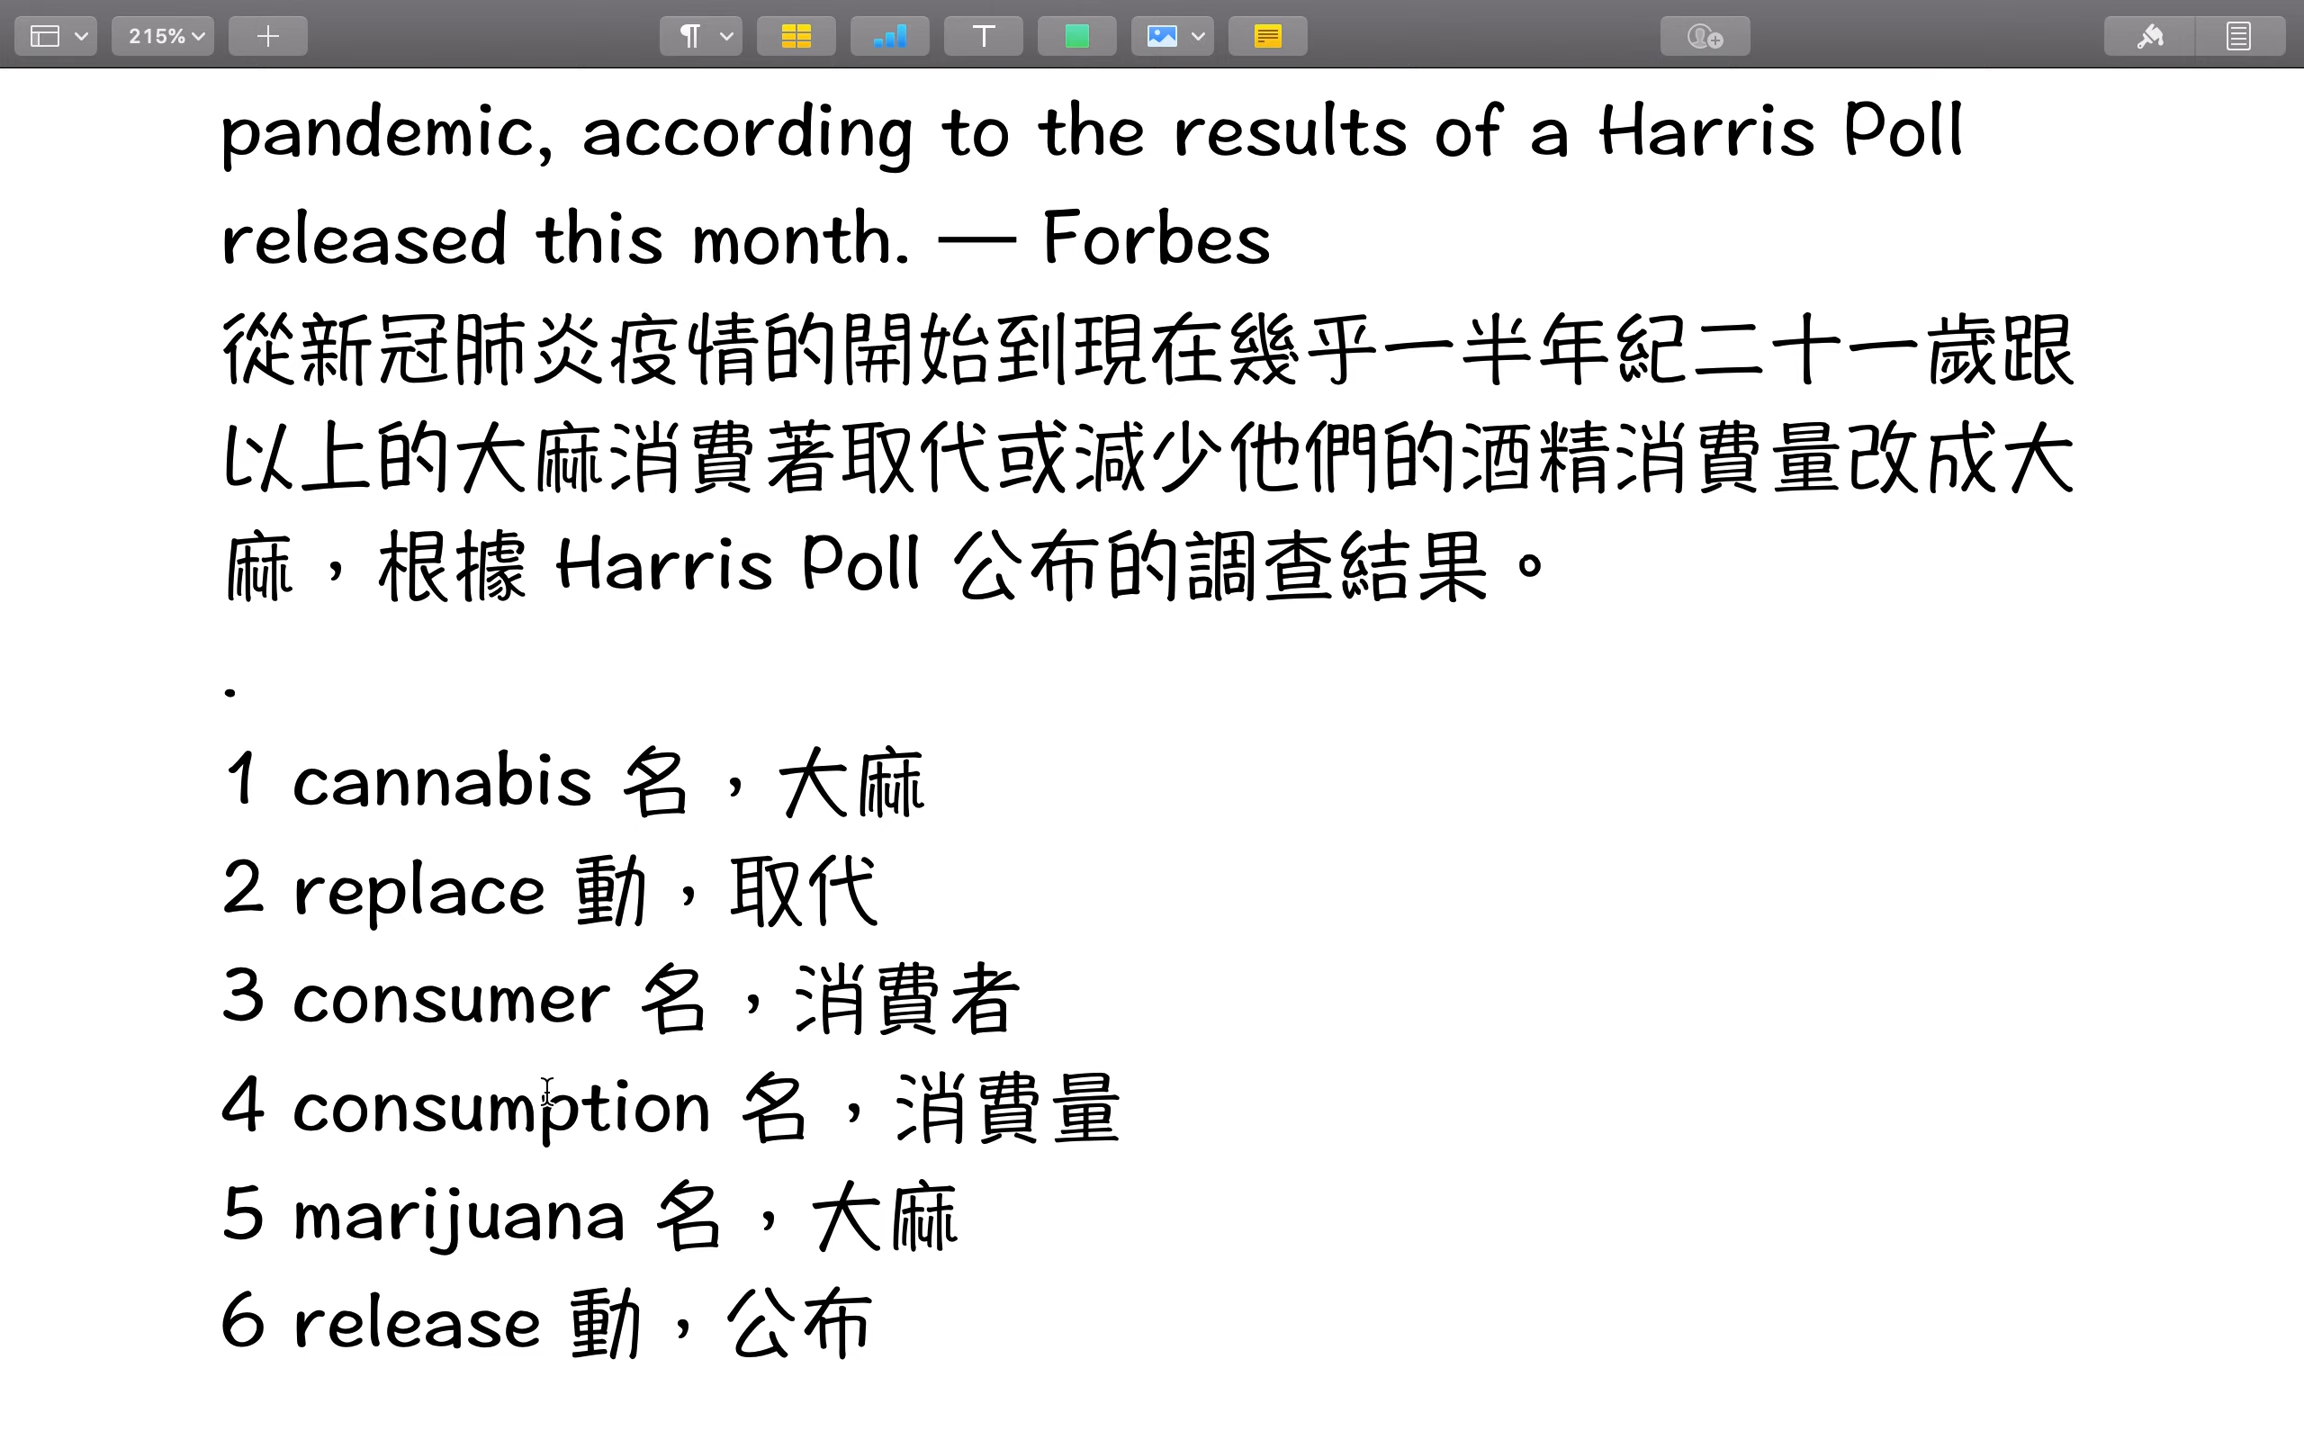 215%
pandemic, according to the results of a Harris Poll
released this month. — Forbes
從新冠肺炎疫情的開始到現在幾乎一半年紀二十一歲跟
以上的大麻消費著取代或減少他們的酒精消費量改成大
麻，根據 Harris Poll 公布的調查結果。
.
1 cannabis 名，大麻
2 replace 動，取代
3 consumer 名，消費者
4 consumption 名，消費量
5 marijuana 名，大麻
6 release 動，公布